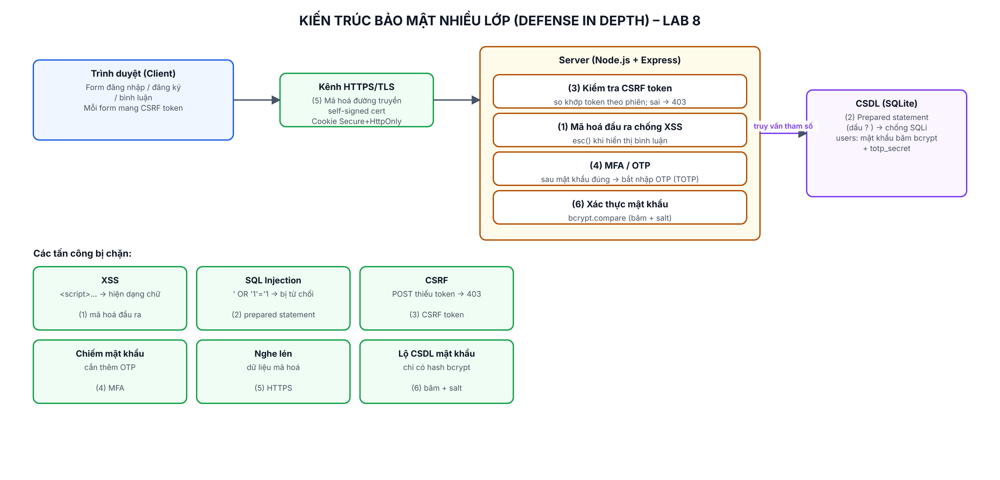 KIẾN TRÚC BẢO MẬT NHIỀU LỚP (DEFENSE IN DEPTH) – LAB 8
Trình duyệt (Client)
Form đăng nhập / đăng ký
/ bình luận
Mỗi form mang CSRF token
Kênh HTTPS/TLS
(5) Mã hoá đường truyền
self-signed cert
Cookie Secure+HttpOnly
Server (Node.js + Express)
(3) Kiểm tra CSRF token
so khớp token theo phiên; sai → 403
(1) Mã hoá đầu ra chống XSS
esc() khi hiển thị bình luận
(4) MFA / OTP
sau mật khẩu đúng → bắt nhập OTP (TOTP)
(6) Xác thực mật khẩu
bcrypt.compare (băm + salt)
truy vấn tham số
CSDL (SQLite)
(2) Prepared statement
(dấu ? ) → chống SQLi
users: mật khẩu băm bcrypt
+ totp_secret
Các tấn công bị chặn:
XSS
<script>... → hiện dạng chữ
(1) mã hoá đầu ra
SQL Injection
' OR '1'='1 → bị từ chối
(2) prepared statement
CSRF
POST thiếu token → 403
(3) CSRF token
Chiếm mật khẩu
cần thêm OTP
(4) MFA
Nghe lén
dữ liệu mã hoá
(5) HTTPS
Lộ CSDL mật khẩu
chỉ có hash bcrypt
(6) băm + salt